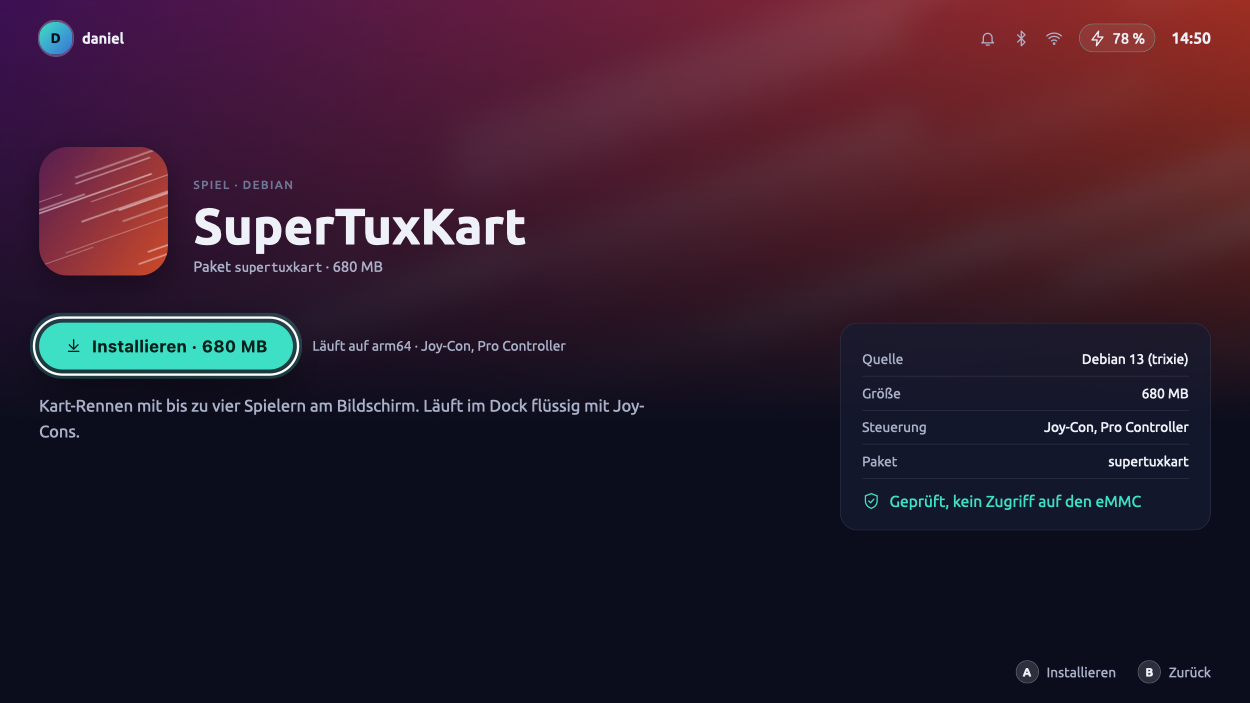 D daniel
78 % 14:50
SPIEL · DEBIAN
SuperTuxKart
Paket supertuxkart · 680 MB
Installieren · 680 MB
Läuft auf arm64 · Joy-Con, Pro Controller
Kart-Rennen mit bis zu vier Spielern am Bildschirm. Läuft im Dock flüssig mit Joy-
Cons.
Quelle Debian 13 (trixie)
Größe 680 MB
Steuerung Joy-Con, Pro Controller
Paket supertuxkart
Geprüft, kein Zugriff auf den eMMC
A Installieren B Zurück